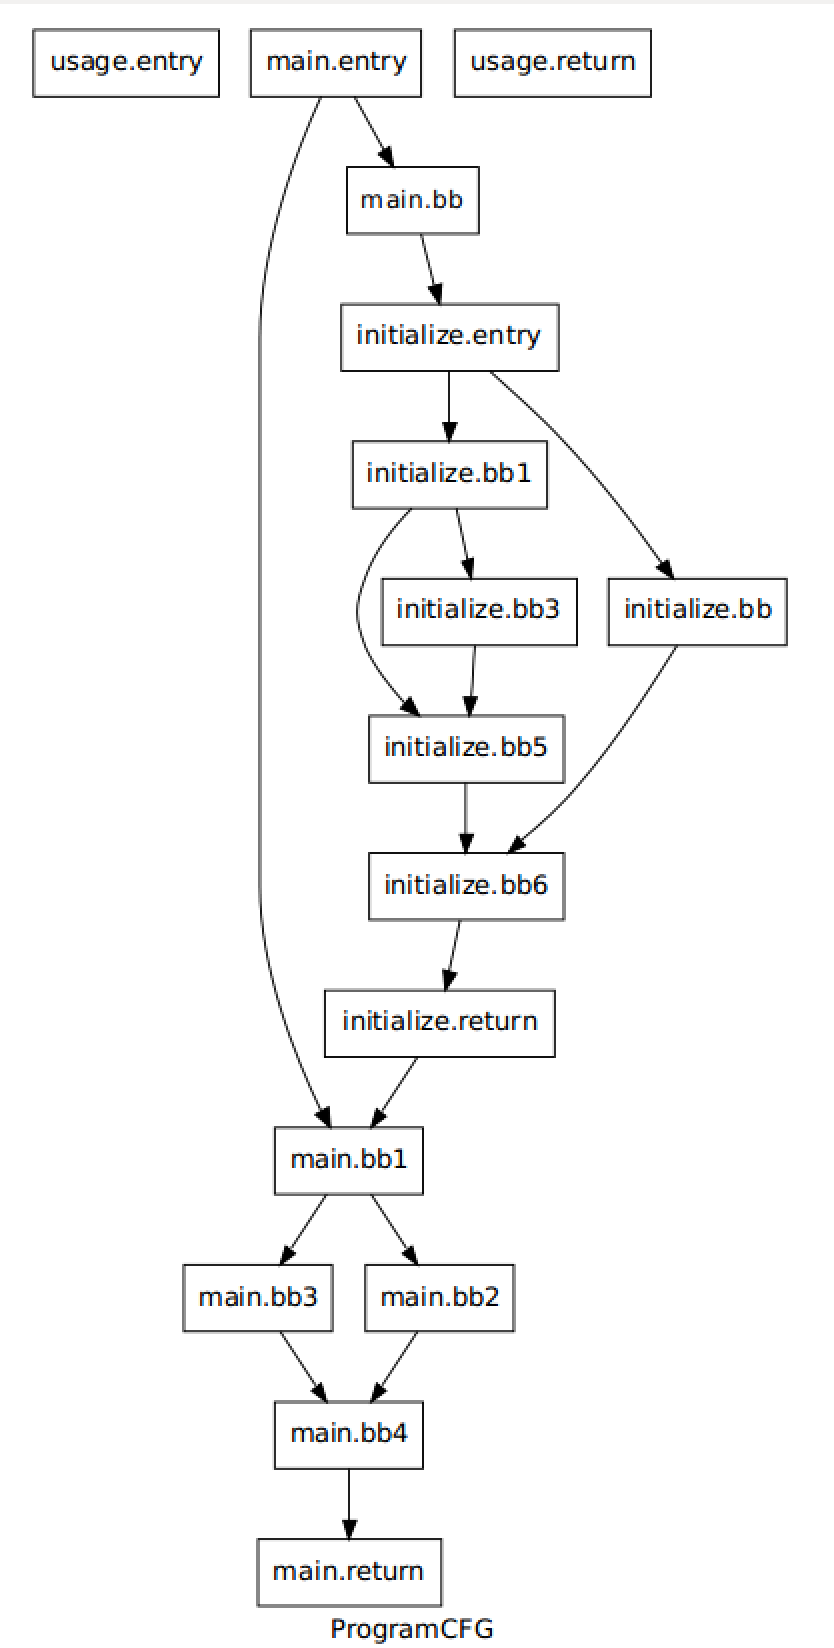 usage.entry
main.entry
usage.return
main.bb
initialize.entry
initialize.bb1
initialize.bb3
initialize.bb
initialize.bb5
initialize.bb6
initialize.return
main.bb1
main.bb3
main.bb2
main.bb4
main.return
ProgramCFG